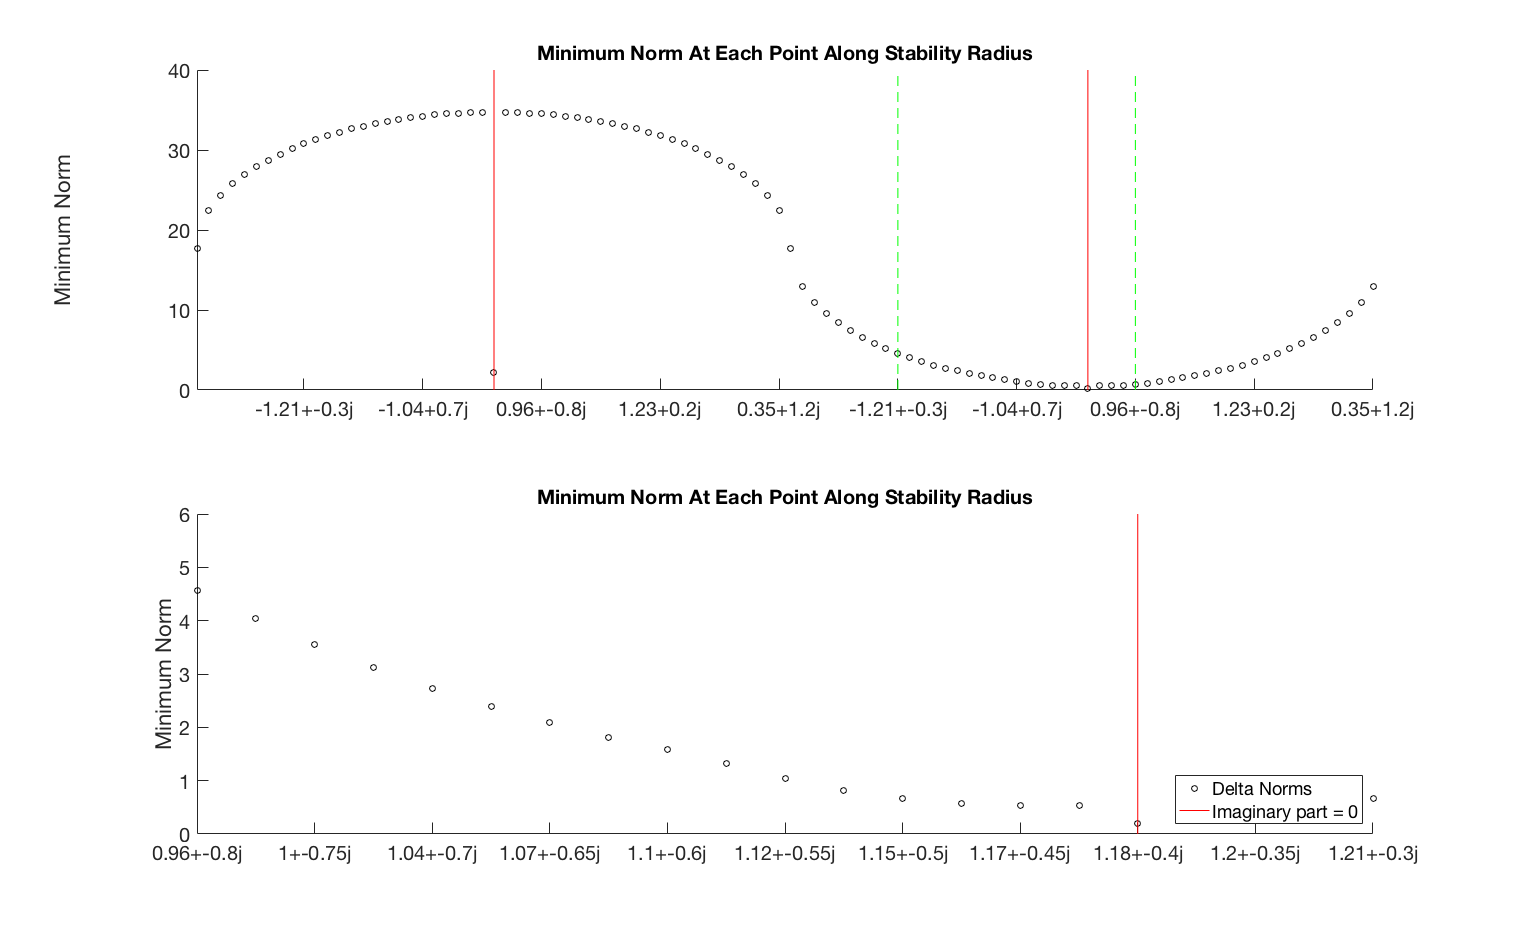 Minimum Norm At Each Point Along Stability Radius
Minimum Norm
40
30
20
10
0
-1.21+-0.3j -1.04+0.7j 0.96+-0.8j 1.23+0.2j 0.35+1.2j -1.21+-0.3j -1.04+0.7j 0.96+-0.8j 1.23+0.2j 0.35+1.2j
Minimum Norm At Each Point Along Stability Radius
Minimum Norm
6
5
4
3
2
1
0
Delta Norms
Imaginary part = 0
0.96+-0.8j 1+-0.75j 1.04+-0.7j 1.07+-0.65j 1.1+-0.6j 1.12+-0.55j 1.15+-0.5j 1.17+-0.45j 1.18+-0.4j 1.2+-0.35j 1.21+-0.3j